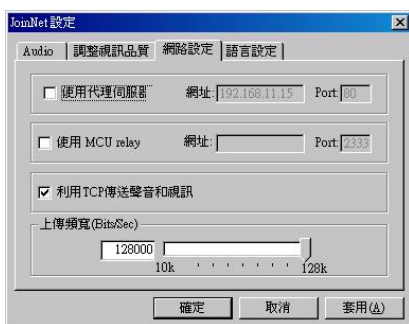 JoinNet 設定
Audio 調整視訊品質 網路設定 語言設定
使用代理伺服器 網址: 192.168.11.15 Port: 80
使用 MCU relay 網址: Port: 2333
利用TCP傳送聲音和視訊
上傳頻寬(Bits/Sec)
128000
10k 128k
確定 取消 套用(A)